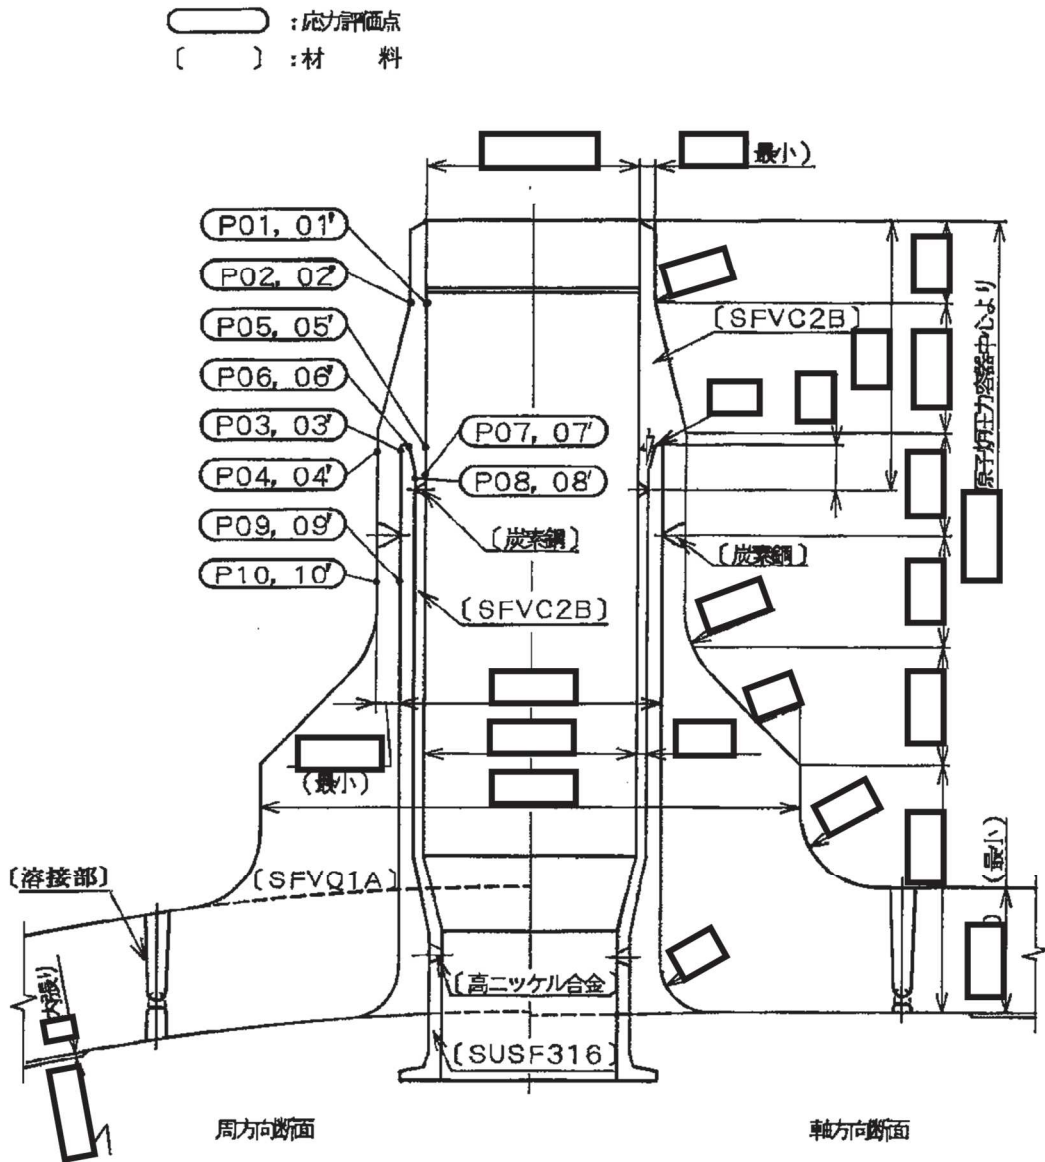 ：応力評価点
〔 〕：材 料
最小）
P01, 01'
P02, 02'
P05, 05'
P06, 06'
P03, 03'
P04, 04'
P09, 09'
P10, 10'
〔SFVC2B〕
原子炉圧力容器中心より
P07, 07'
P08, 08'
〔炭素鋼〕
〔炭素鋼〕
〔SFVC2B〕
（最小）
（最小）
〔溶接部〕
〔SFVQ1A〕
〔高ニッケル合金〕
〔SUSF316〕
肉張り
周方向断面
軸方向断面